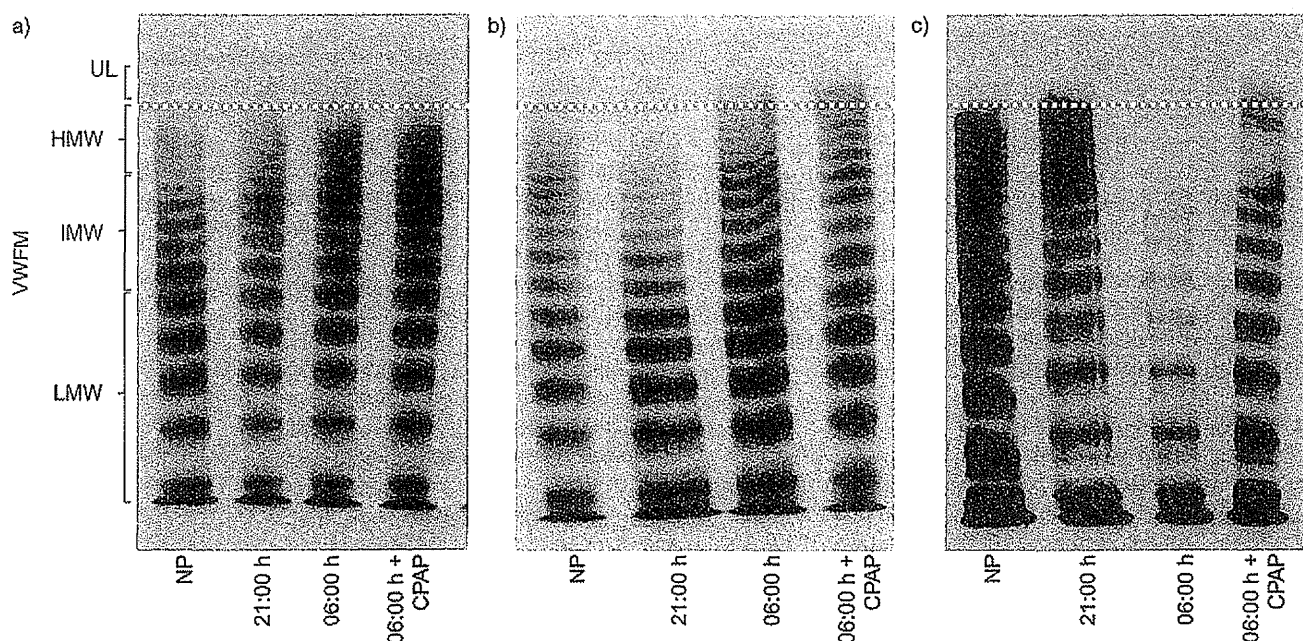 a)
b)
c)
UL
HMW
IMW
LMW
VWFM
NP
21:00 h
06:00 h
06:00 h +
CPAP
NP
21:00 h
06:00 h
06:00 h +
CPAP
NP
21:00 h
06:00 h
06:00 h +
CPAP